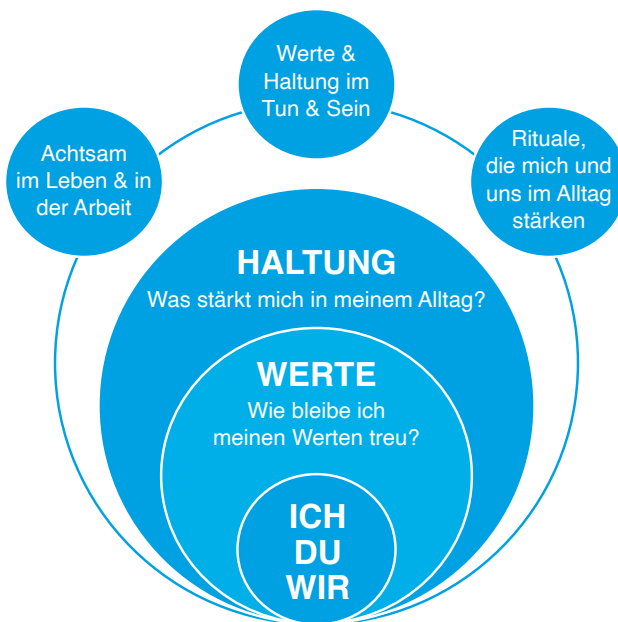 Werte &
Haltung im
Tun & Sein
Achtsam
im Leben & in
der Arbeit
Rituale,
die mich und
uns im Alltag
stärken
HALTUNG
Was stärkt mich in meinem Alltag?
WERTE
Wie bleibe ich
meinen Werten treu?
ICH
DU
WIR